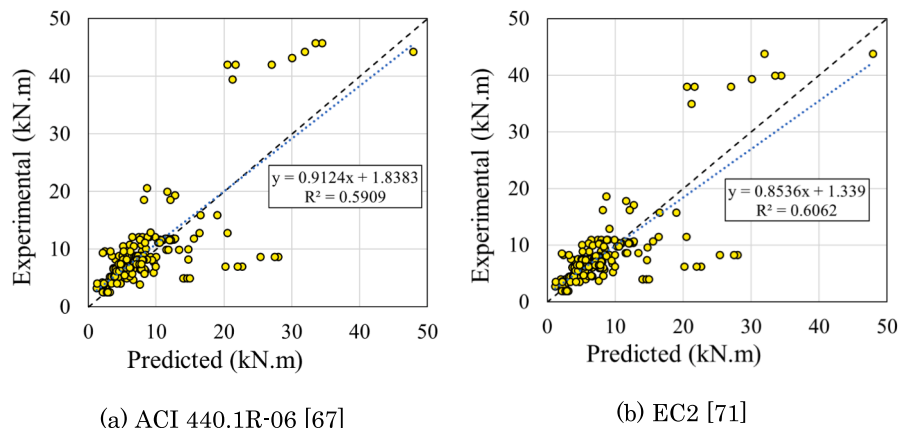 50
40
30
20
10
0
Experimental (kN.m)
y = 0.9124x + 1.8383
R² = 0.5909
0 10 20 30 40 50
Predicted (kN.m)
(a) ACI 440.1R-06 [67]
50
40
30
20
10
0
Experimental (kN.m)
y = 0.8536x + 1.339
R² = 0.6062
0 10 20 30 40 50
Predicted (kN.m)
(b) EC2 [71]